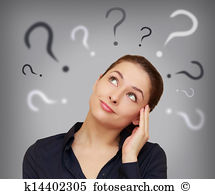 ? ? ? ? ? ? ? ? ? ?
k14402305 fotosearch.com ©